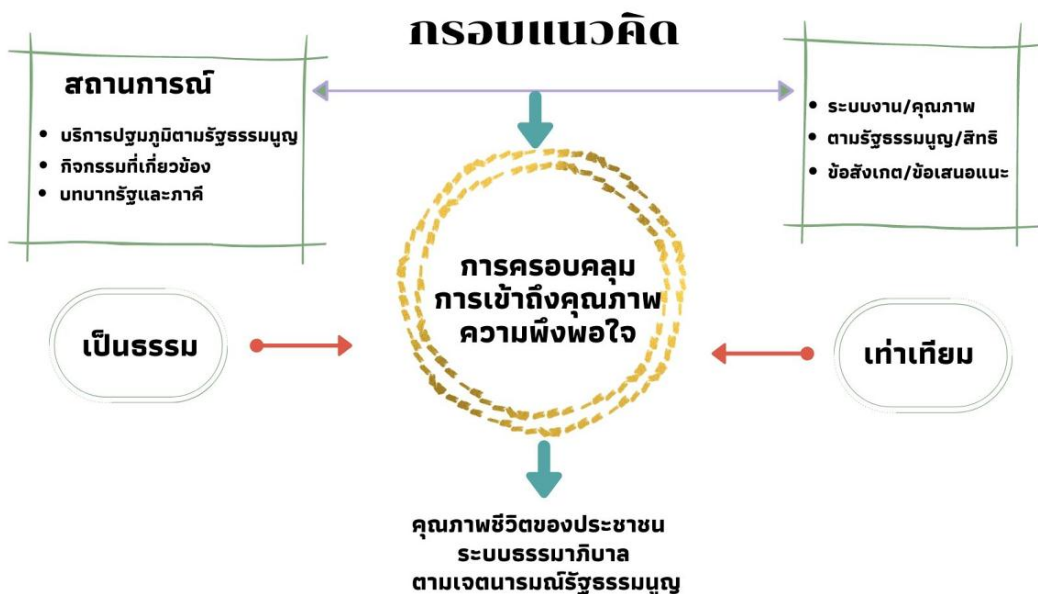 กรอบแนวคิด
สถานการณ์
• บริการปฐมภูมิตามรัฐธรรมนูญ
• กิจกรรมที่เกี่ยวข้อง
• บทบาทรัฐและภาคี
• ระบบงาน/คุณภาพ
• ตามรัฐธรรมนูญ/สิทธิ
• ข้อสังเกต/ข้อเสนอแนะ
การครอบคลุม
การเข้าถึงคุณภาพ
ความพึงพอใจ
เป็นธรรม
เท่าเทียม
คุณภาพชีวิตของประชาชน
ระบบธรรมาภิบาล
ตามเจตนารมณ์รัฐธรรมนูญ